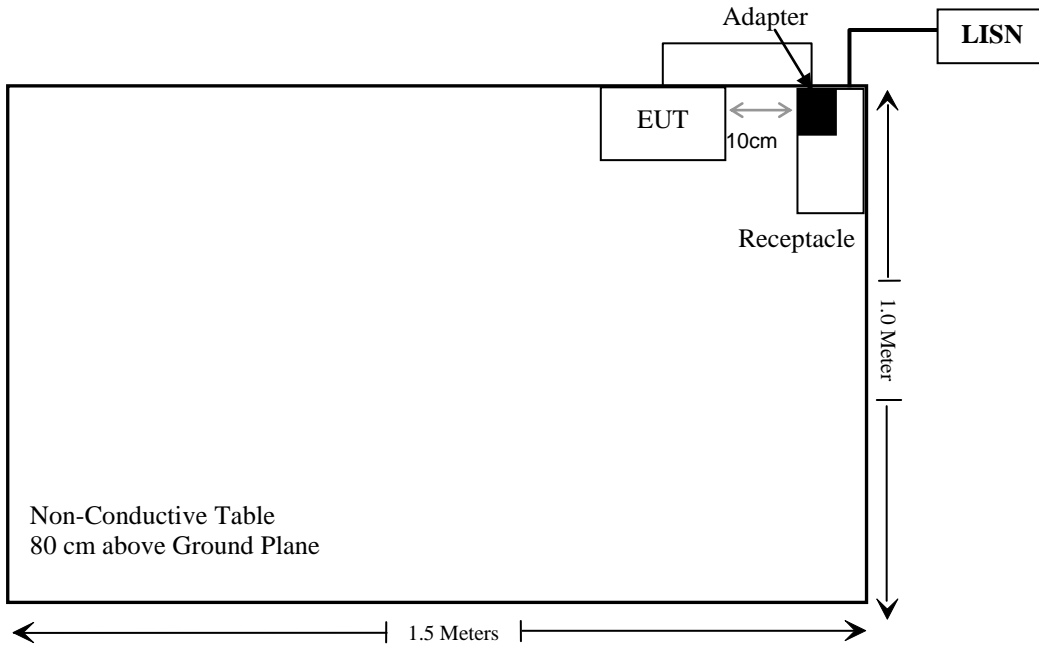 Adapter
LISN
EUT
10cm
Receptacle
1.0 Meter
Non-Conductive Table
80 cm above Ground Plane
1.5 Meters